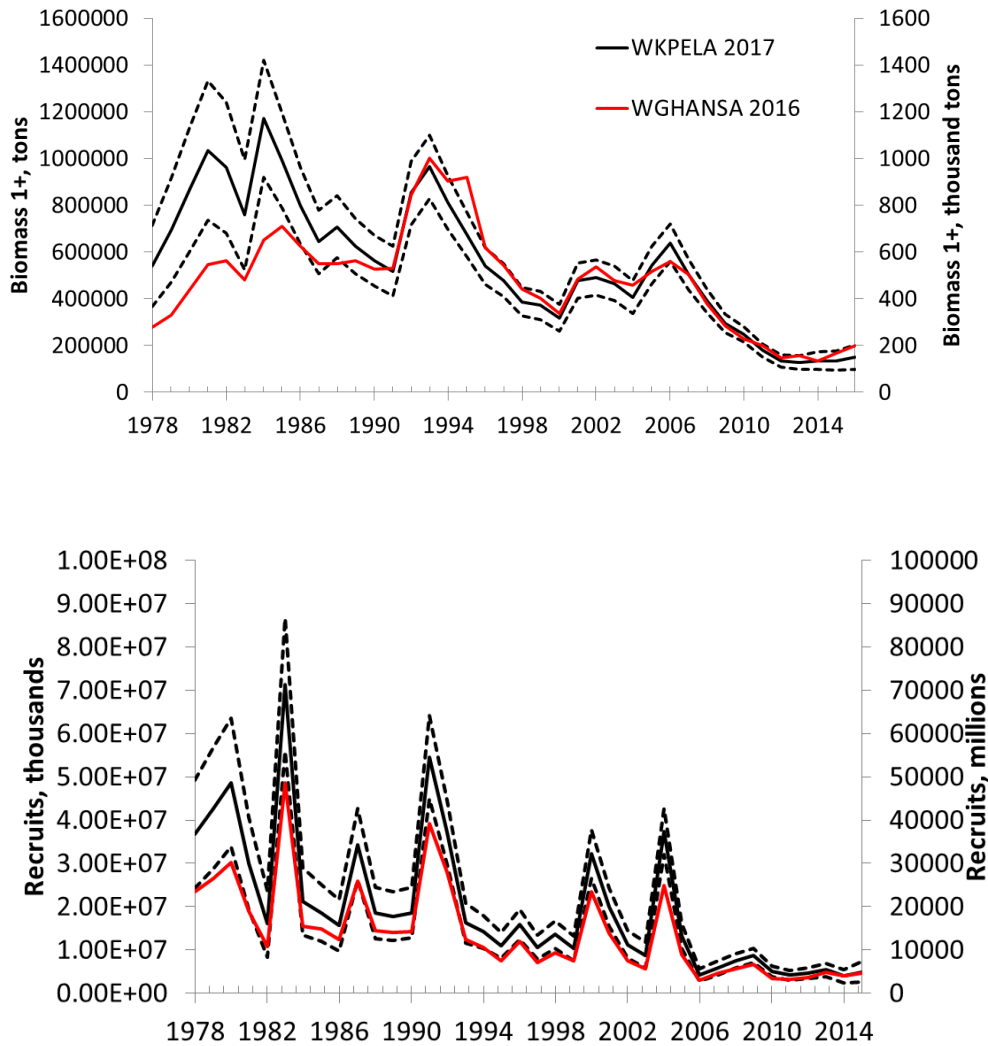 Biomass 1+, tons
1600000
1400000
1200000
1000000
800000
600000
400000
200000
0
WKPELA 2017
WGHANSA 2016
1600
1400
1200
1000
800
600
400
200
0
Biomass 1+, thousand tons
1978 1982 1986 1990 1994 1998 2002 2006 2010 2014
Recruits, thousands
1.00E+08
9.00E+07
8.00E+07
7.00E+07
6.00E+07
5.00E+07
4.00E+07
3.00E+07
2.00E+07
1.00E+07
0.00E+00
100000
90000
80000
70000
60000
50000
40000
30000
20000
10000
0
Recruits, millions
1978 1982 1986 1990 1994 1998 2002 2006 2010 2014